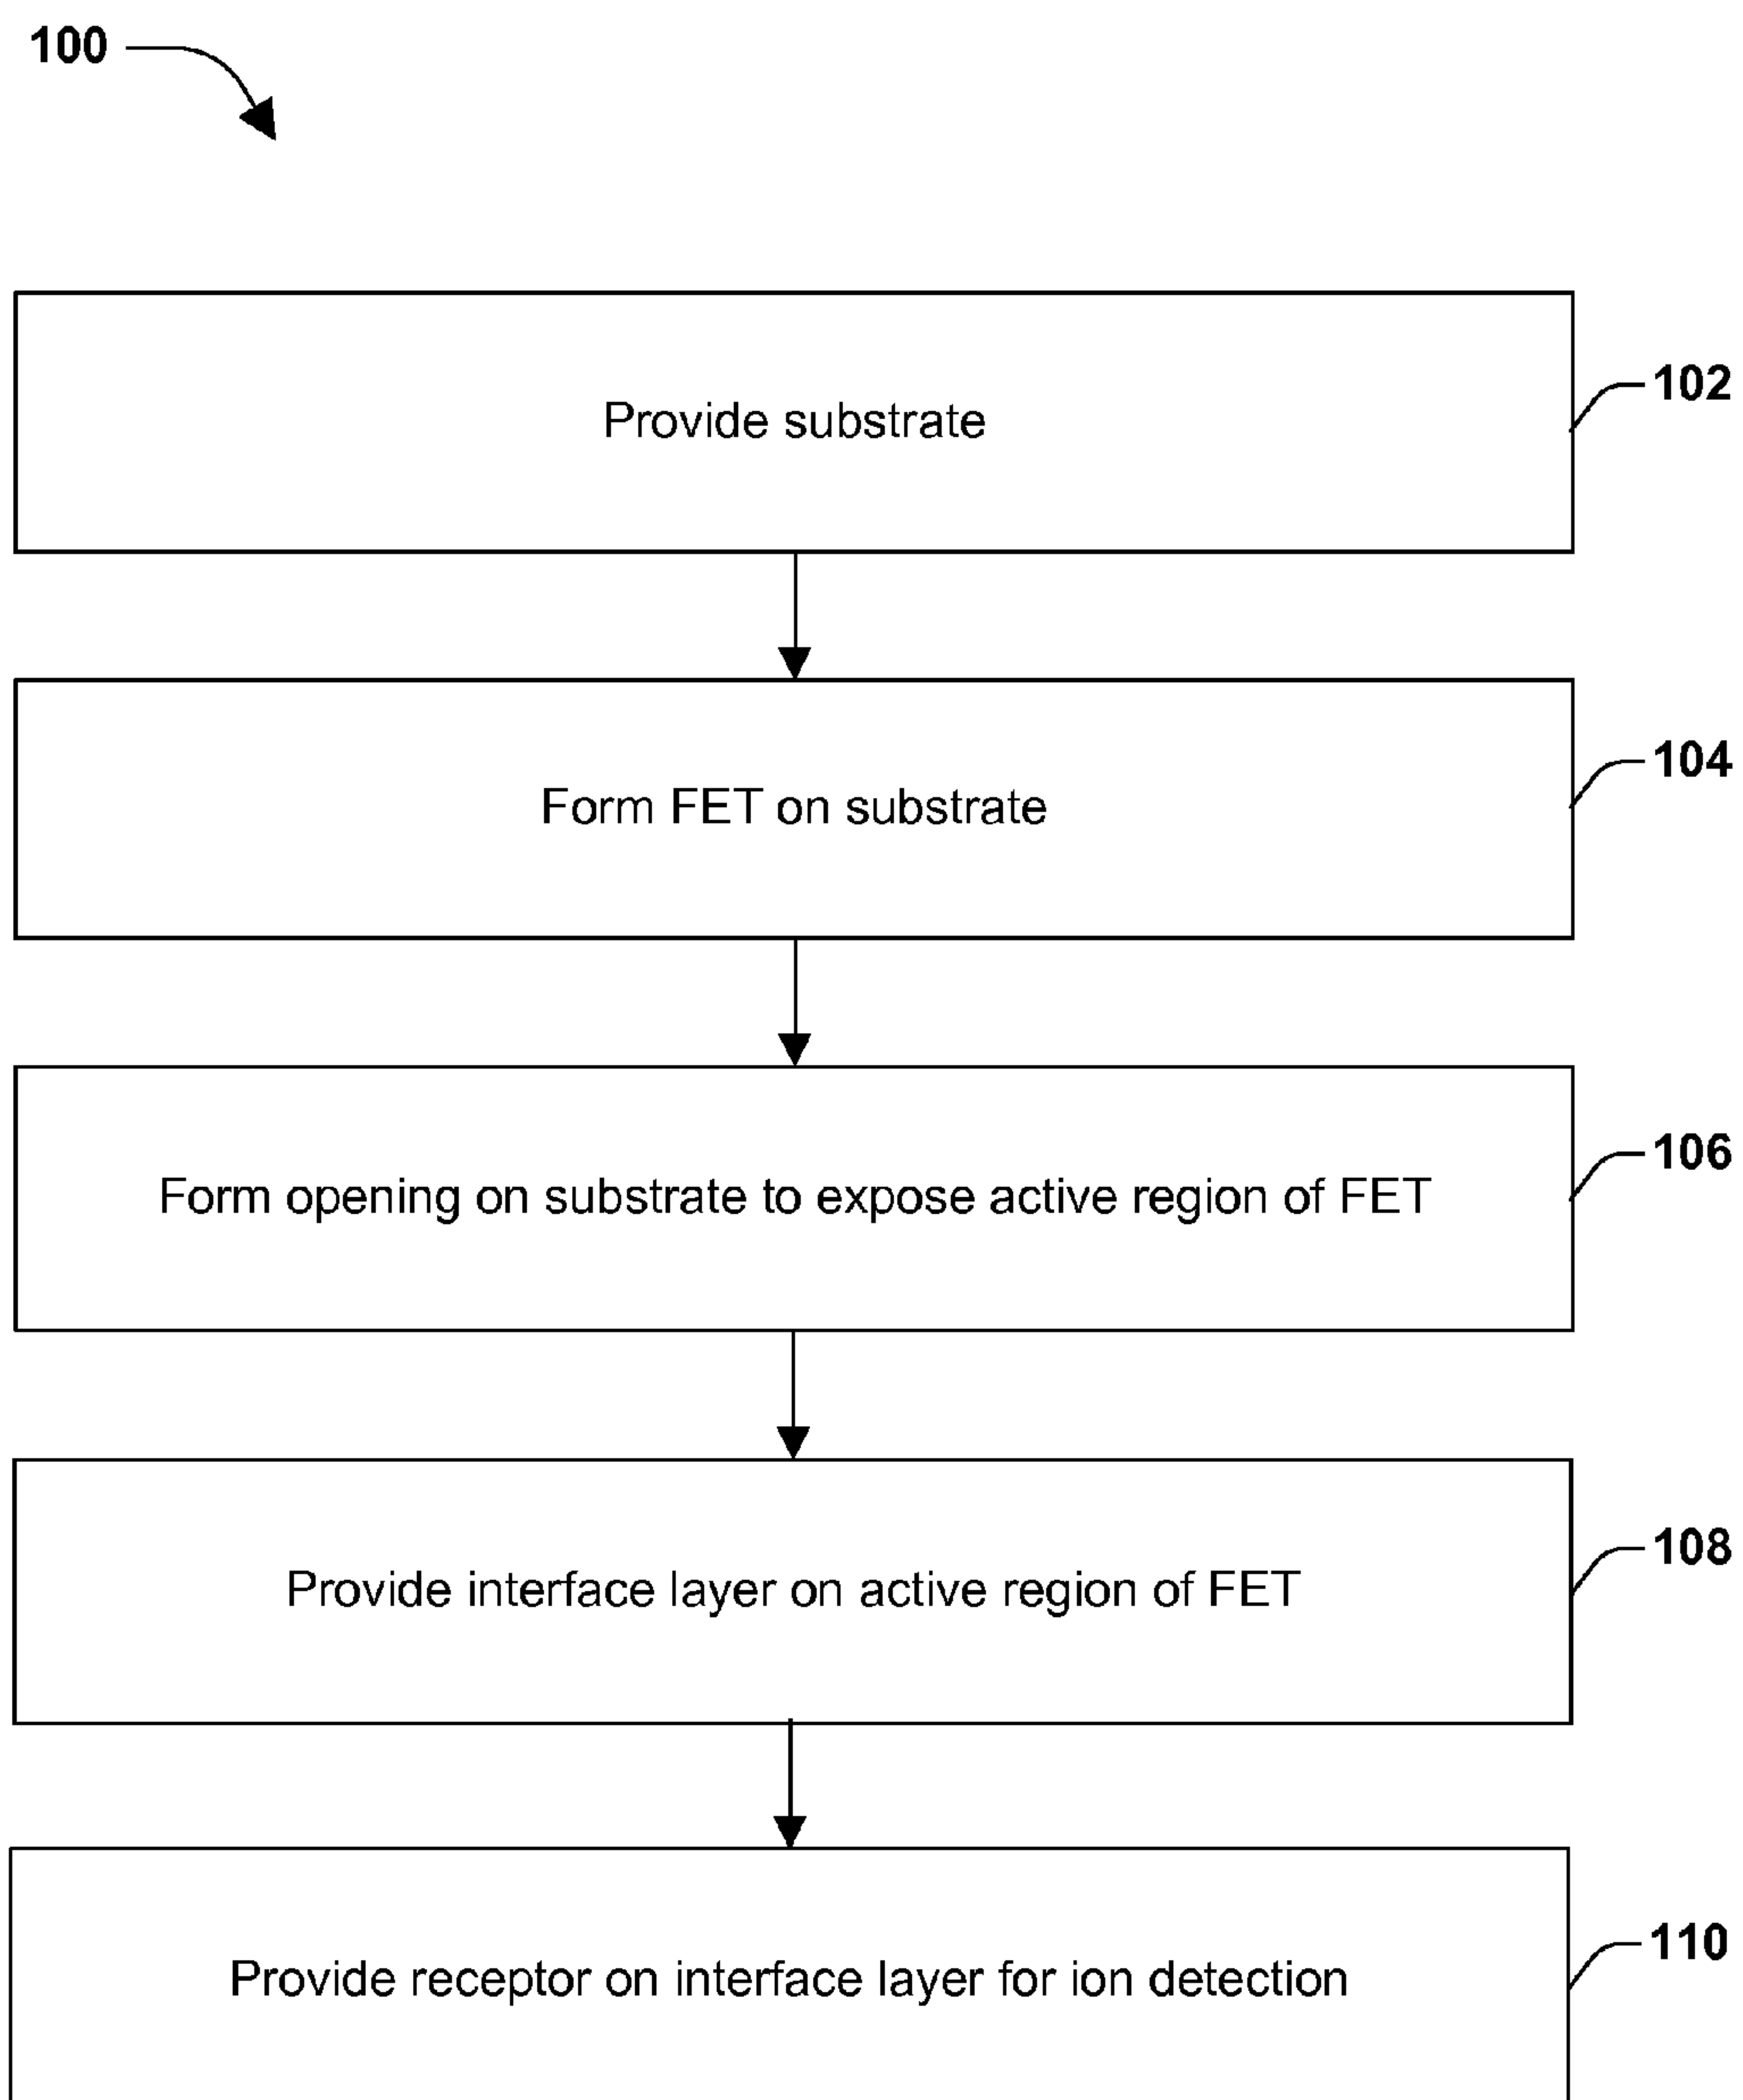 100
Provide substrate
102
Form FET on substrate
104
Form opening on substrate to expose active region of FET
106
Provide interface layer on active region of FET
108
Provide receptor on interface layer for ion detection
110